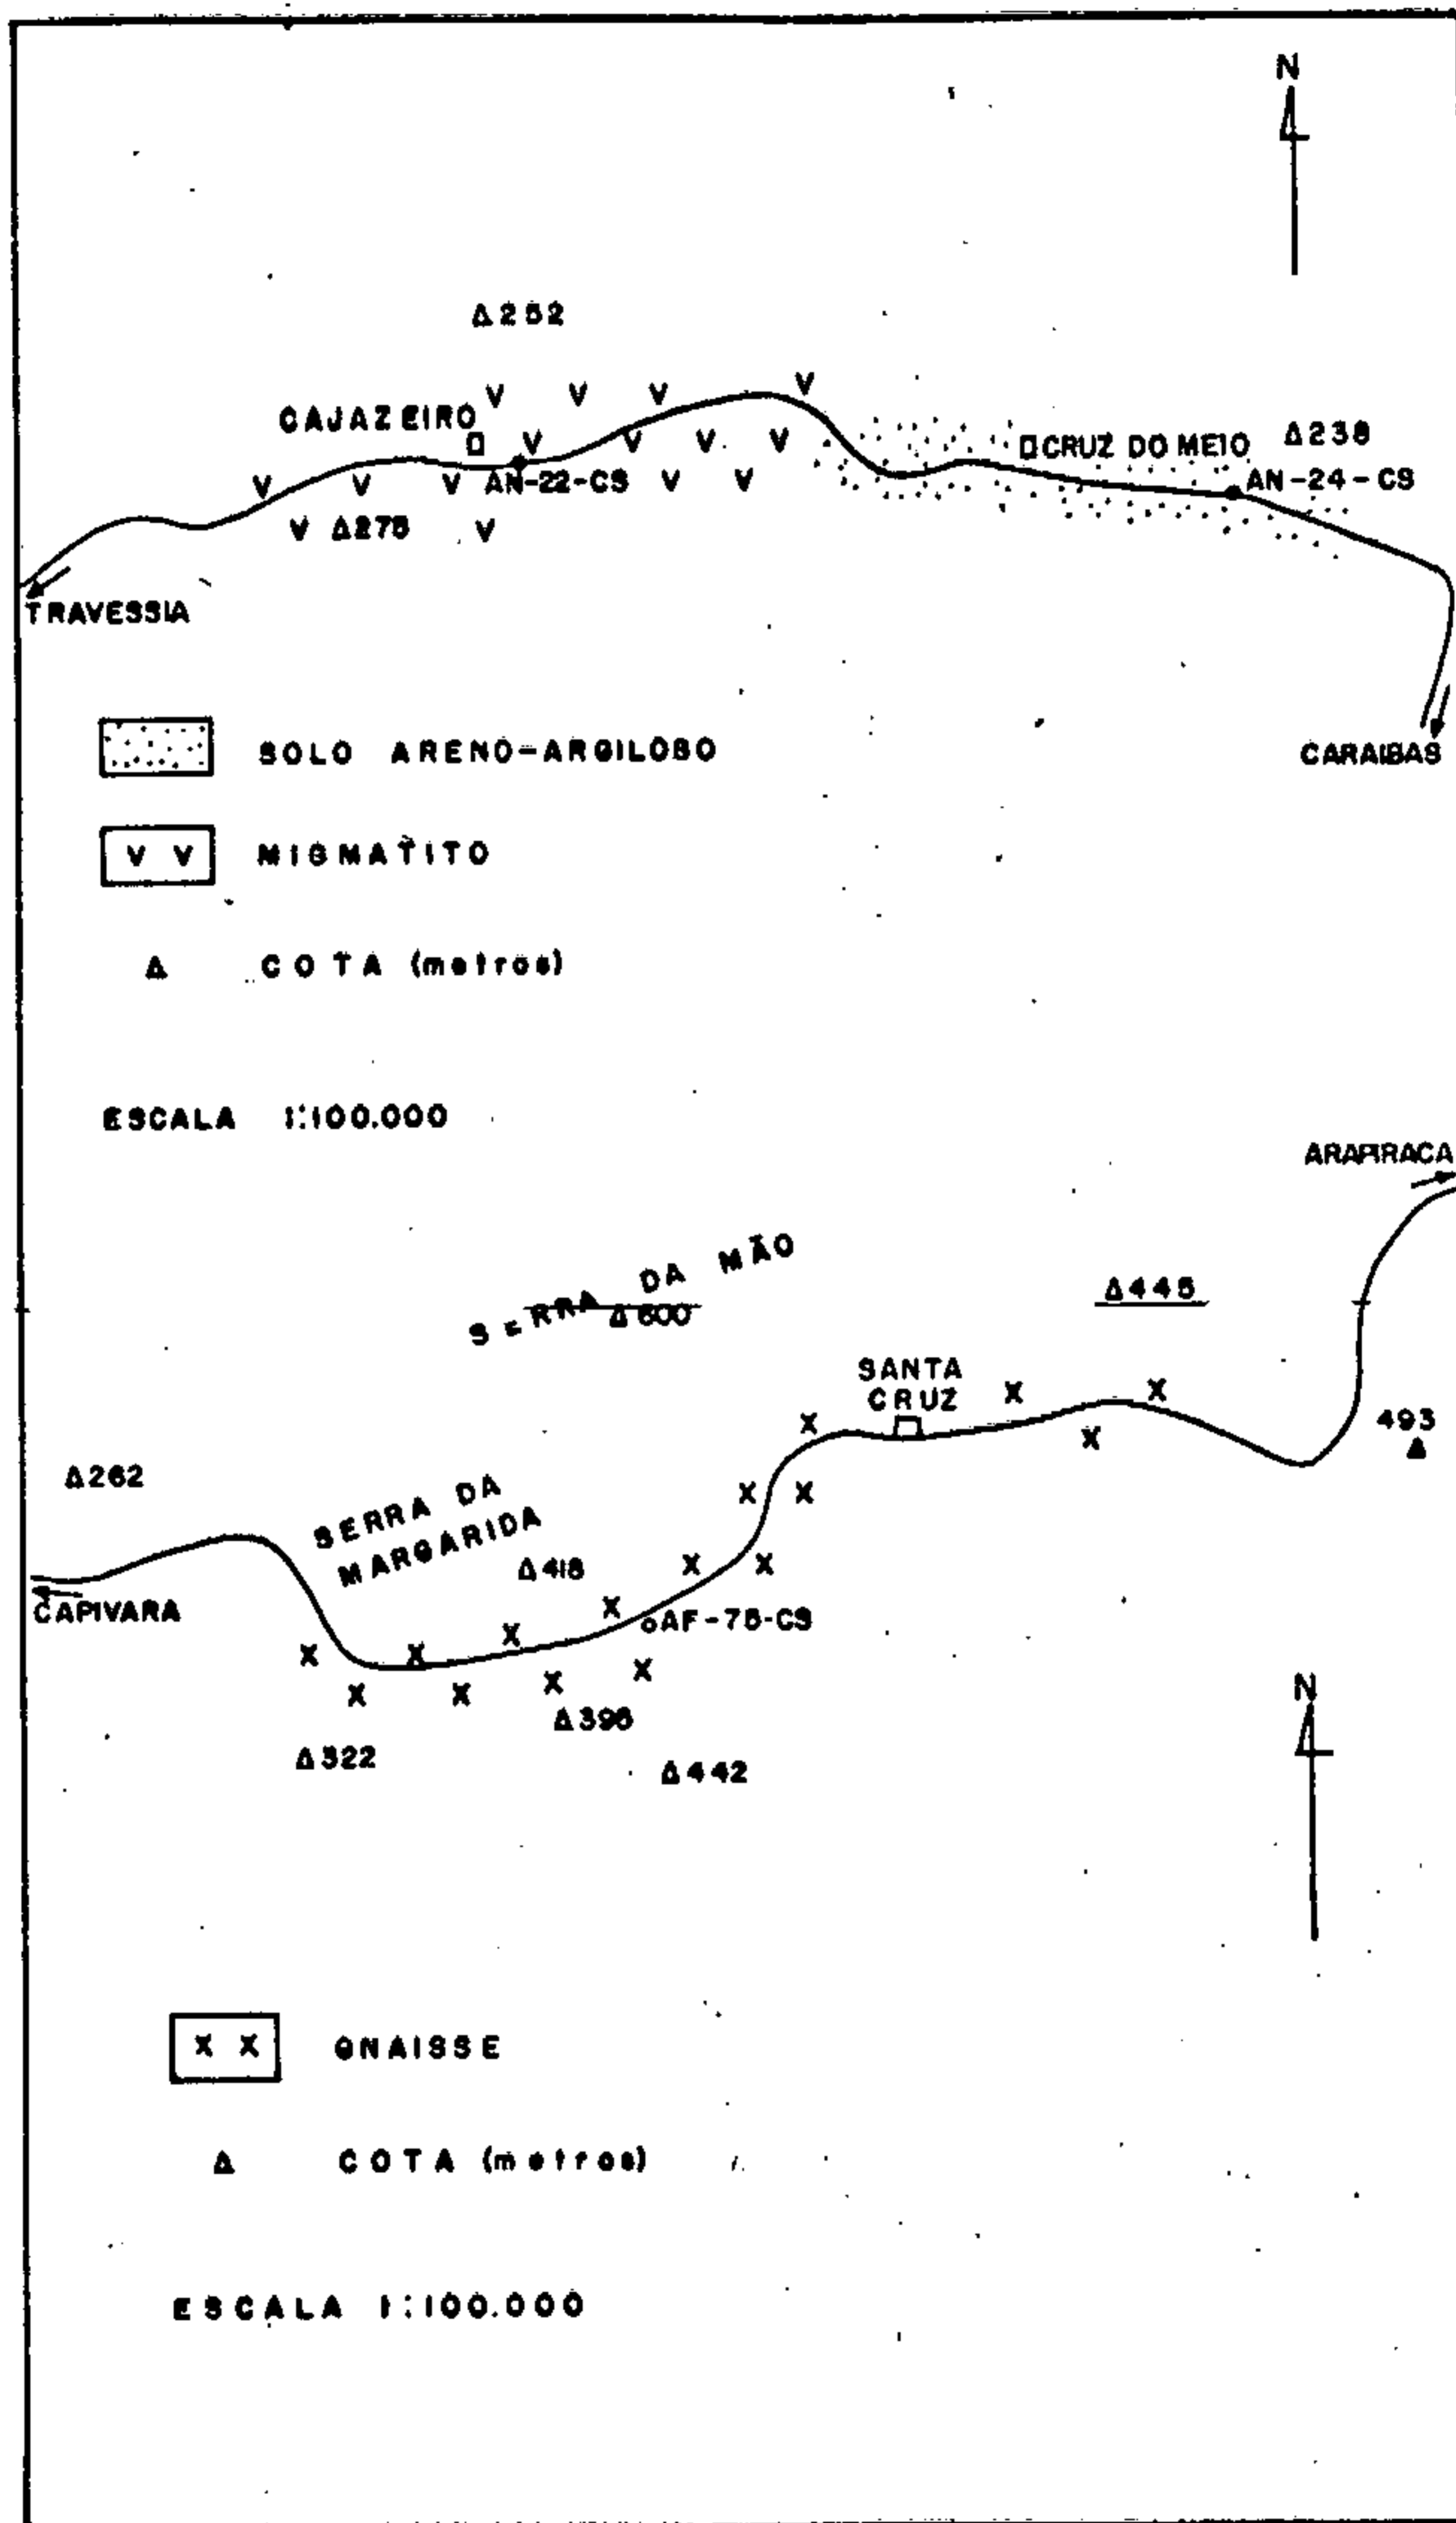 N
Δ252
CAJAZEIRO
CRUZ DO MEIO Δ238
AN-22-CS
AN-24-CS
Δ275
TRAVESSIA
SOLO ARENO-ARGILOSO
CARAIBAS
V V MIGMATITO
Δ COTA (metros)
ESCALA 1:100.000
ARAPIRACA
SERRA DA MÃO
Δ445
SANTA
CRUZ
493
Δ262
SERRA DA
MARGARIDA
Δ418
CAPIVARA
AF-75-CS
N
Δ322
Δ442
X X GNAISSE
Δ COTA (metros)
ESCALA 1:100.000